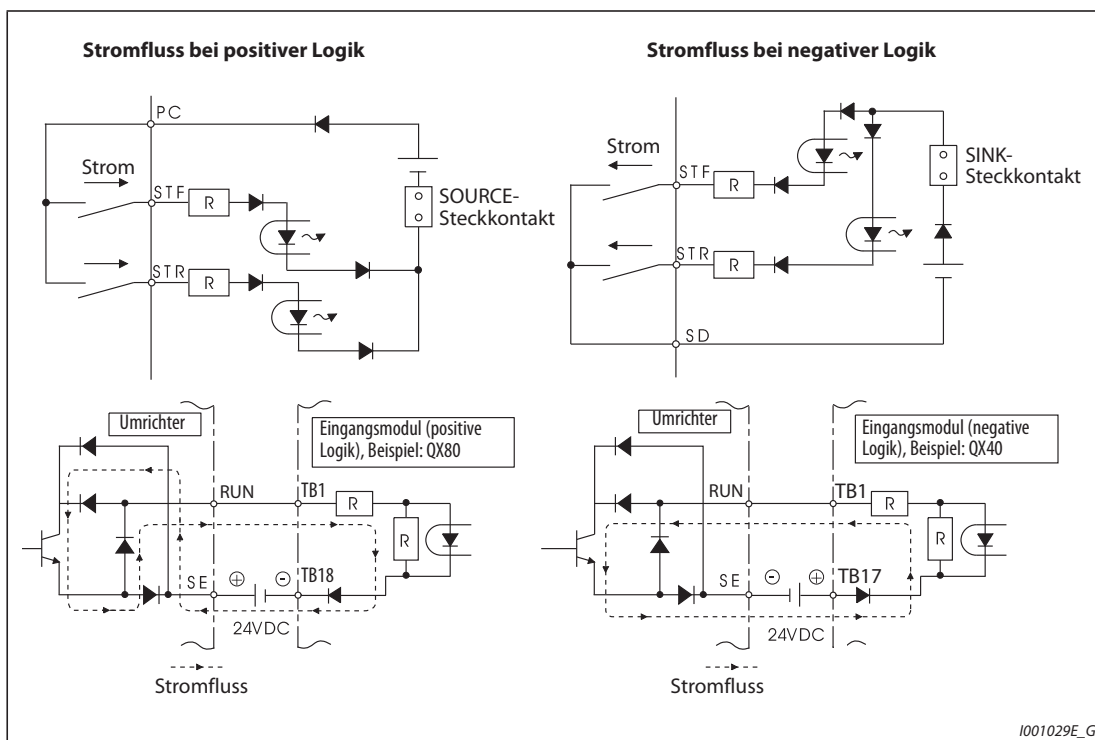 Stromfluss bei positiver Logik
PC
Strom
STF
R
SOURCE-
Steckkontakt
STR
R
Stromfluss bei negativer Logik
Strom
STF
R
SINK-
Steckkontakt
STR
R
SD
Umrichter
Eingangsmodul (positive
Logik), Beispiel: QX80
RUN
TB1
R
R
SE
+
-
TB18
24VDC
Stromfluss
Umrichter
Eingangsmodul (negative
Logik), Beispiel: QX40
RUN
TB1
R
R
SE
-
+
TB17
24VDC
Stromfluss
I001029E_G